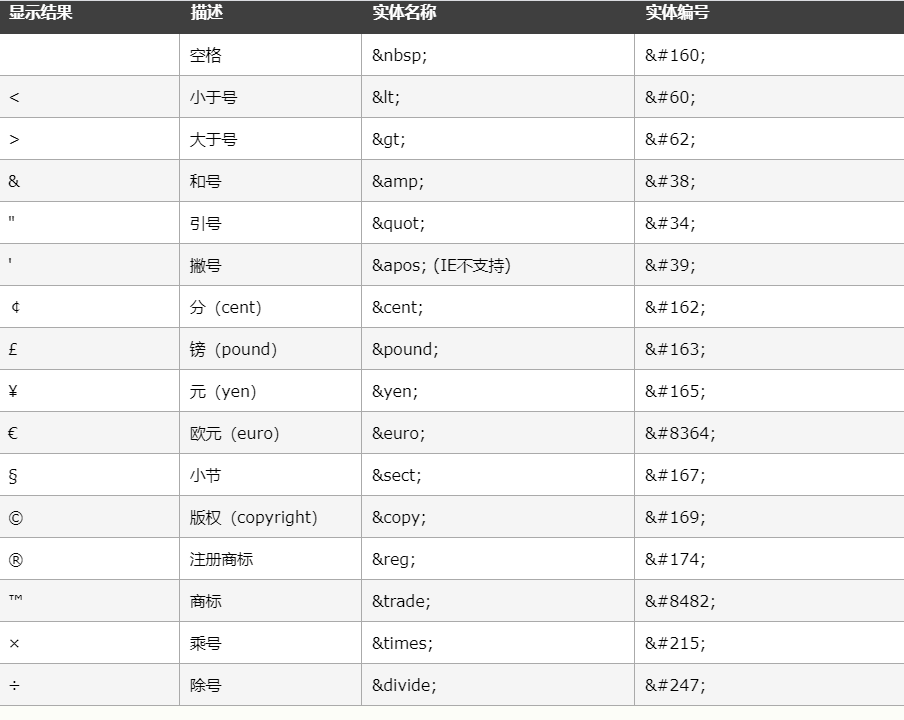 显示结果 描述 实体名称 实体编号
空格 &nbsp; &#160;
< 小于号 &lt; &#60;
> 大于号 &gt; &#62;
& 和号 &amp; &#38;
" 引号 &quot; &#34;
' 撇号 &apos; (IE不支持) &#39;
￠ 分（cent） &cent; &#162;
£ 镑（pound） &pound; &#163;
¥ 元（yen） &yen; &#165;
€ 欧元（euro） &euro; &#8364;
§ 小节 &sect; &#167;
© 版权（copyright） &copy; &#169;
® 注册商标 &reg; &#174;
™ 商标 &trade; &#8482;
× 乘号 &times; &#215;
÷ 除号 &divide; &#247;